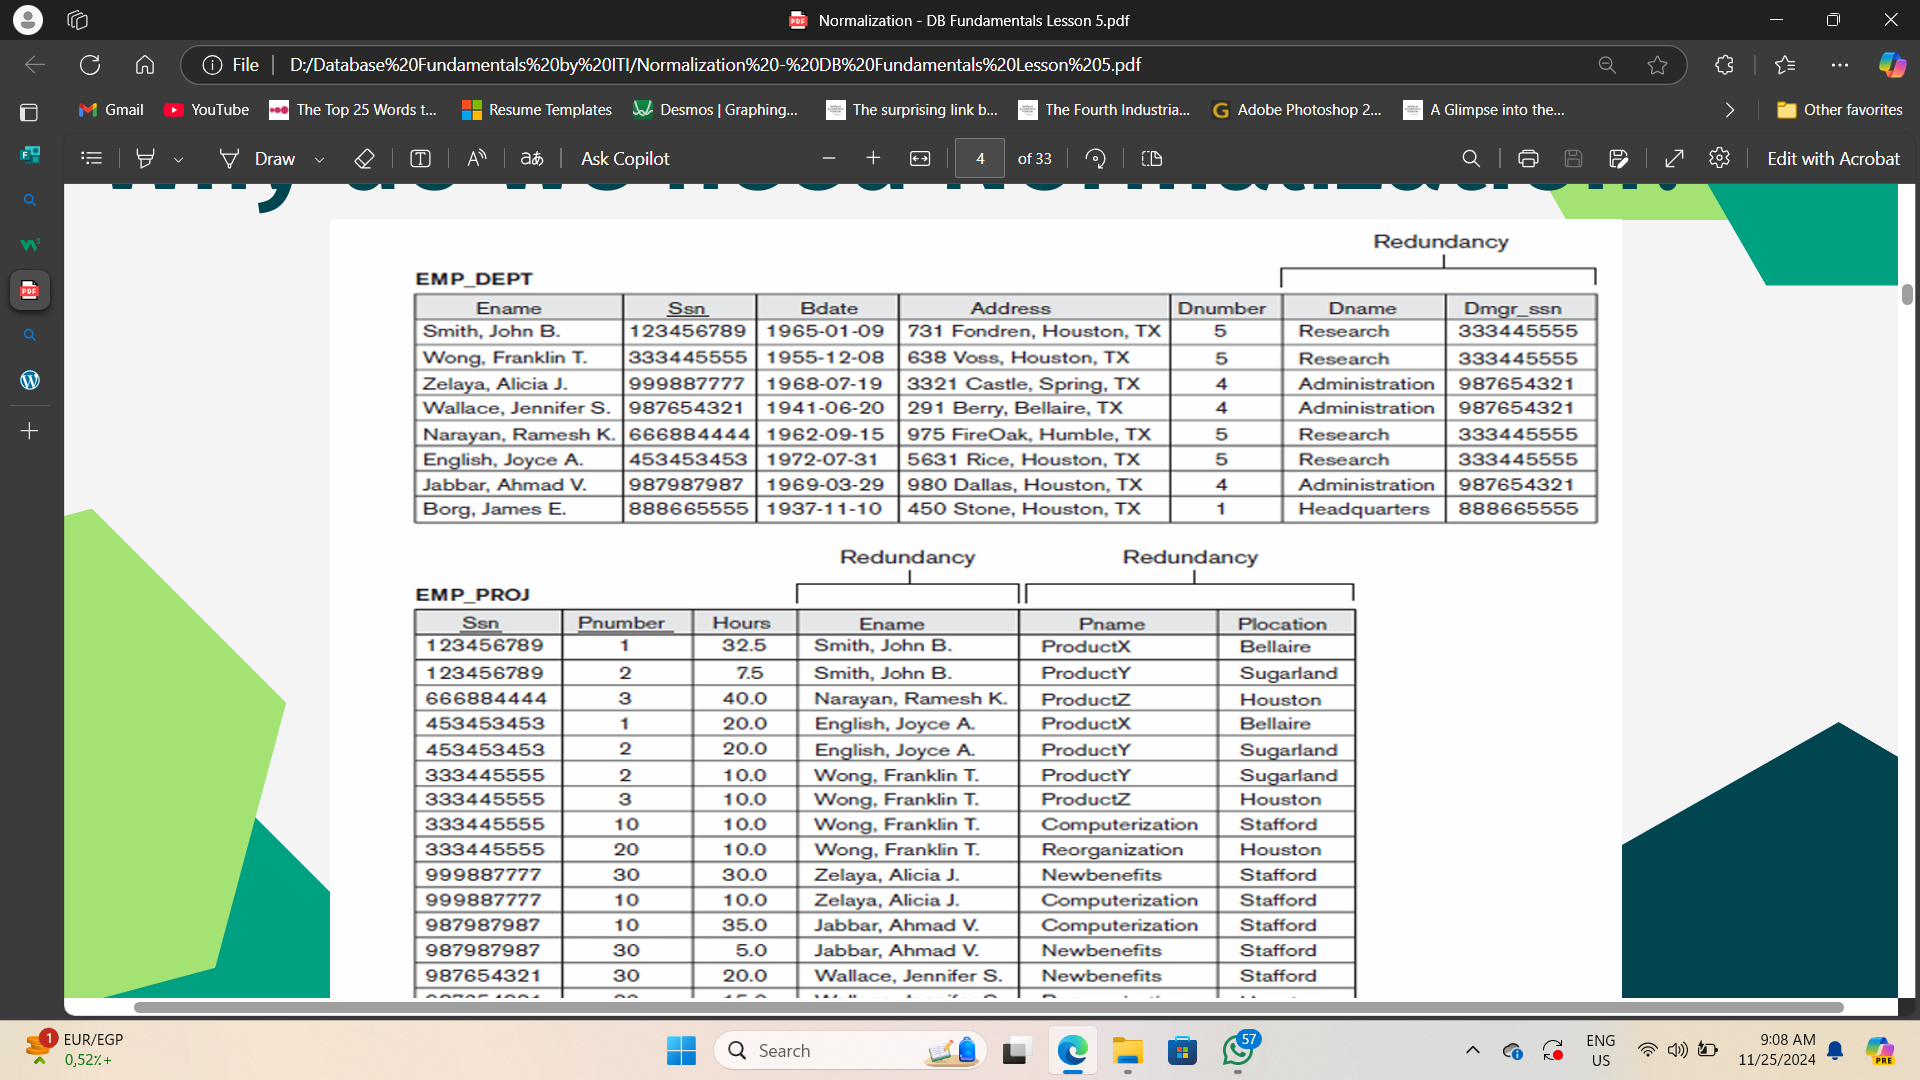 Normalization - DB Fundamentals Lesson 5.pdf
File D:/Database%20Fundamentals%20by%20ITI/Normalization%20-%20DB%20Fundamentals%20Lesson%205.pdf
Gmail YouTube The Top 25 Words t... Resume Templates Desmos | Graphing... The surprising link b... The Fourth Industria... Adobe Photoshop 2... A Glimpse into the... Other favorites
Draw Ask Copilot 4 of 33 Edit with Acrobat
Redundancy
EMP_DEPT
Ename Ssn Bdate Address Dnumber Dname Dmgr_ssn
Smith, John B. 123456789 1965-01-09 731 Fondren, Houston, TX 5 Research 333445555
Wong, Franklin T. 333445555 1955-12-08 638 Voss, Houston, TX 5 Research 333445555
Zelaya, Alicia J. 999887777 1968-07-19 3321 Castle, Spring, TX 4 Administration 987654321
Wallace, Jennifer S. 987654321 1941-06-20 291 Berry, Bellaire, TX 4 Administration 987654321
Narayan, Ramesh K. 666884444 1962-09-15 975 FireOak, Humble, TX 5 Research 333445555
English, Joyce A. 453453453 1972-07-31 5631 Rice, Houston, TX 5 Research 333445555
Jabbar, Ahmad V. 987987987 1969-03-29 980 Dallas, Houston, TX 4 Administration 987654321
Borg, James E. 888665555 1937-11-10 450 Stone, Houston, TX 1 Headquarters 888665555
Redundancy Redundancy
EMP_PROJ
Ssn Pnumber Hours Ename Pname Plocation
123456789 1 32.5 Smith, John B. ProductX Bellaire
123456789 2 7.5 Smith, John B. ProductY Sugarland
666884444 3 40.0 Narayan, Ramesh K. ProductZ Houston
453453453 1 20.0 English, Joyce A. ProductX Bellaire
453453453 2 20.0 English, Joyce A. ProductY Sugarland
333445555 2 10.0 Wong, Franklin T. ProductY Sugarland
333445555 3 10.0 Wong, Franklin T. ProductZ Houston
333445555 10 10.0 Wong, Franklin T. Computerization Stafford
333445555 20 10.0 Wong, Franklin T. Reorganization Houston
999887777 30 30.0 Zelaya, Alicia J. Newbenefits Stafford
999887777 10 10.0 Zelaya, Alicia J. Computerization Stafford
987987987 10 35.0 Jabbar, Ahmad V. Computerization Stafford
987987987 30 5.0 Jabbar, Ahmad V. Newbenefits Stafford
987654321 30 20.0 Wallace, Jennifer S. Newbenefits Stafford
1 EUR/EGP
0,52%+
Search
57
ENG
US
9:08 AM
11/25/2024